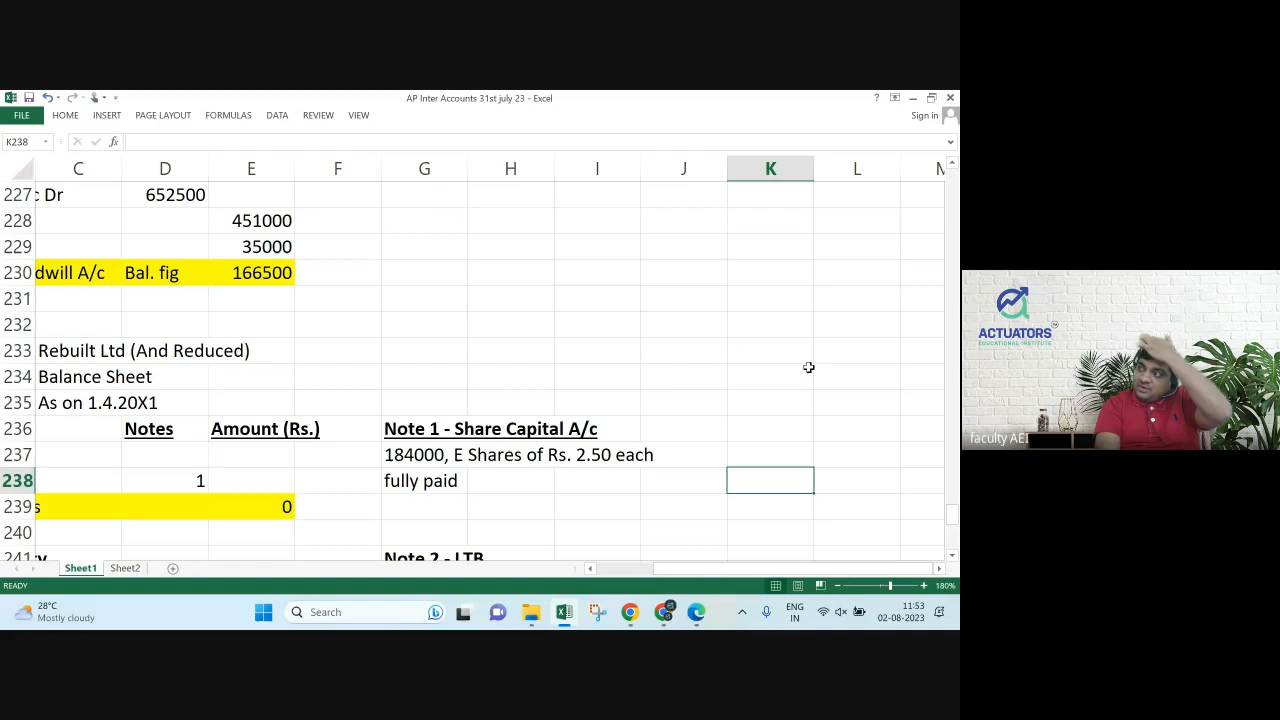 AP Inter Accounts 31st july 23 - Excel
FILE HOME INSERT PAGE LAYOUT FORMULAS DATA REVIEW VIEW
Sign in
K238
fx
C D E F G H I J K L M
227 c Dr 652500
228 451000
229 35000
230 dwill A/c Bal. fig 166500
231
232
233 Rebuilt Ltd (And Reduced)
234 Balance Sheet
235 As on 1.4.20X1
236 Notes Amount (Rs.) Note 1 - Share Capital A/c
237 184000, E Shares of Rs. 2.50 each
238 1 fully paid
239 s 0
240
241 Note 2 - LTB
Sheet1 Sheet2
READY 180%
28°C
Mostly cloudy
Search
ENG
IN
11:53
02-08-2023
ACTUATORS
EDUCATIONAL INSTITUTE
faculty AEI